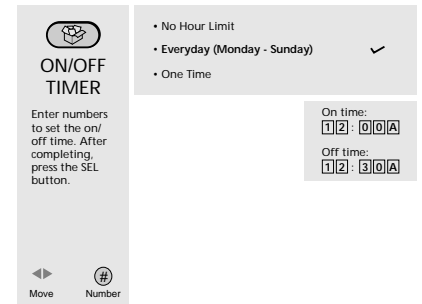 ON/OFF
TIMER
Enter numbers
to set the on/
off time. After
completing,
press the SEL
button.
Move
#
Number
• No Hour Limit
• Everyday (Monday - Sunday)
• One Time
On time:
12:00A
Off time:
12:30A